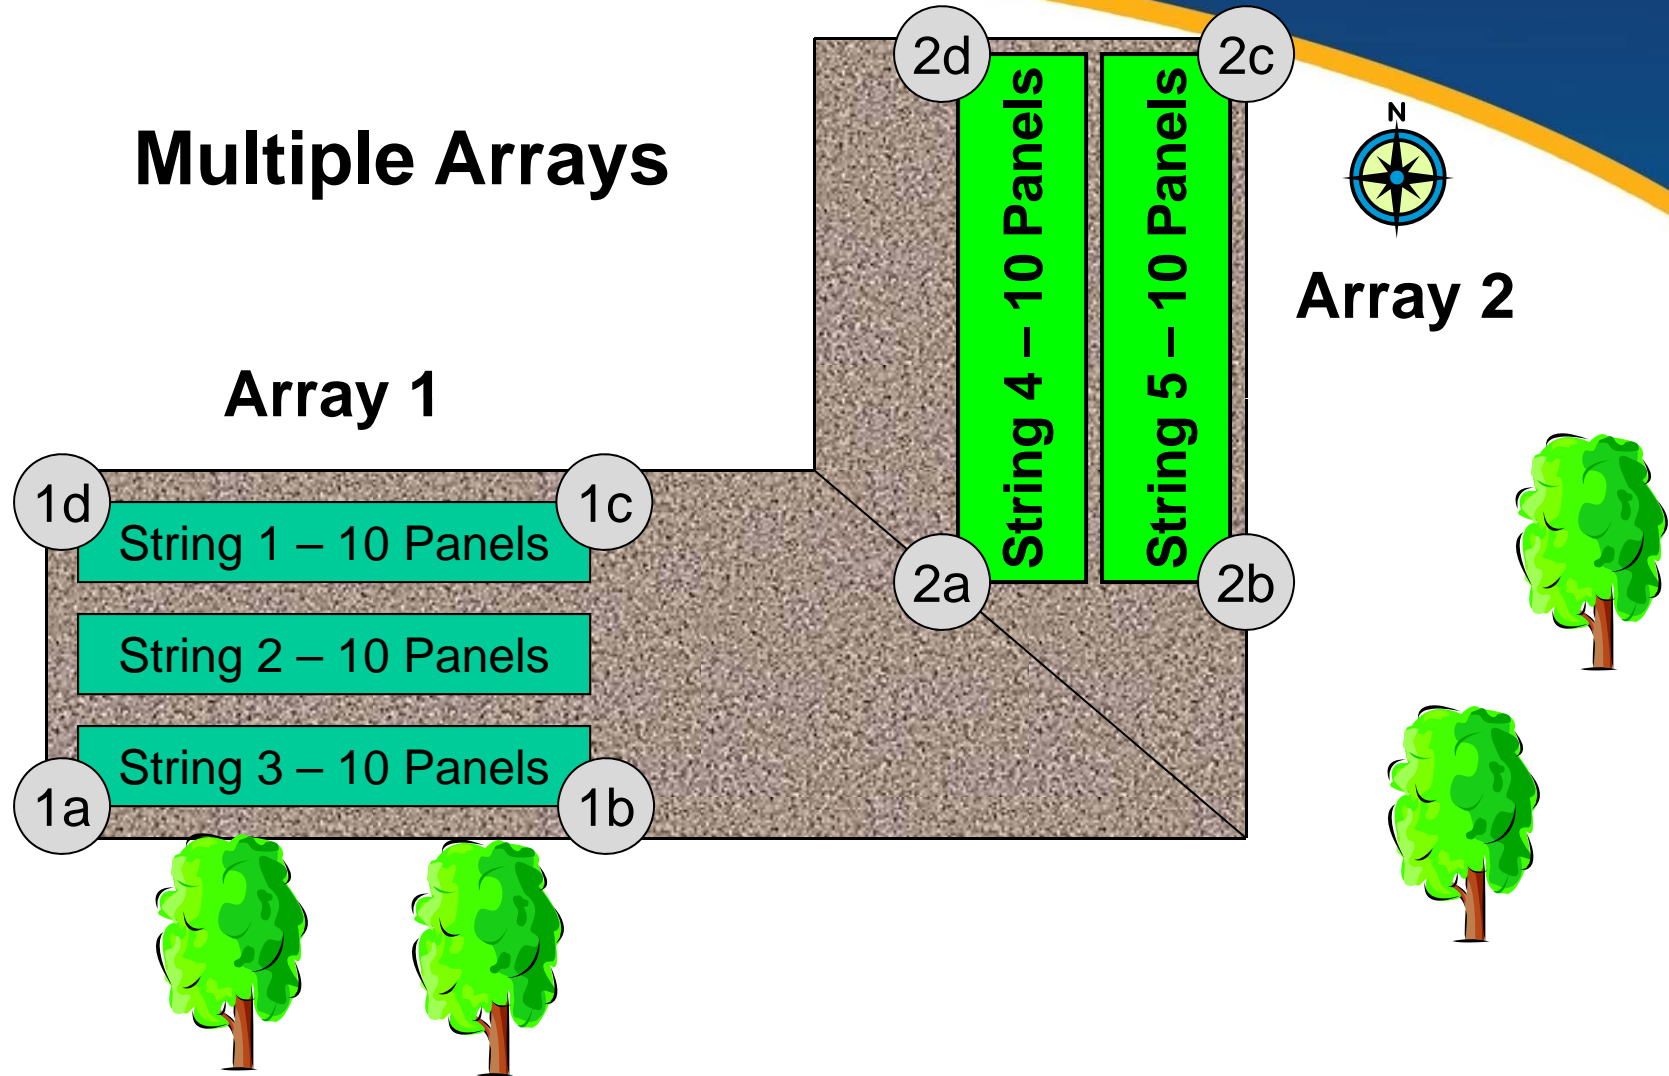 Multiple Arrays
N
Array 1
Array 2
2d
2c
String 4 – 10 Panels
String 5 – 10 Panels
2a
2b
1d
1c
String 1 – 10 Panels
String 2 – 10 Panels
String 3 – 10 Panels
1a
1b